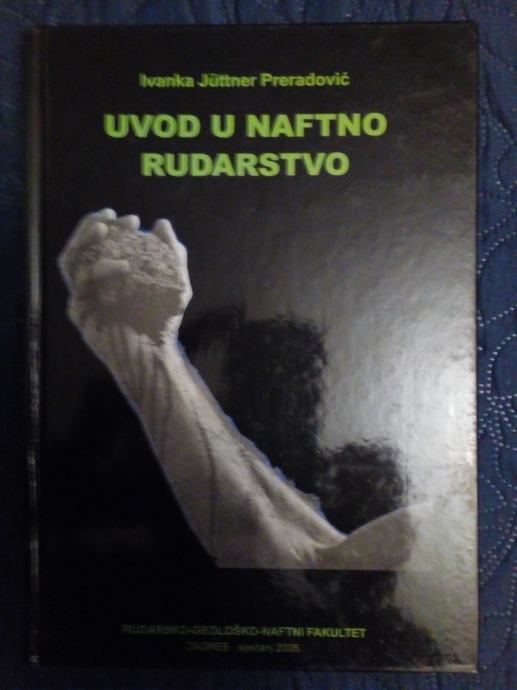 Ivanka Jüttner Preradović
UVOD U NAFTNO
RUDARSTVO
RUDARSKO-GEOLOŠKO-NAFTNI FAKULTET
ZAGREB, siječanj, 2005.